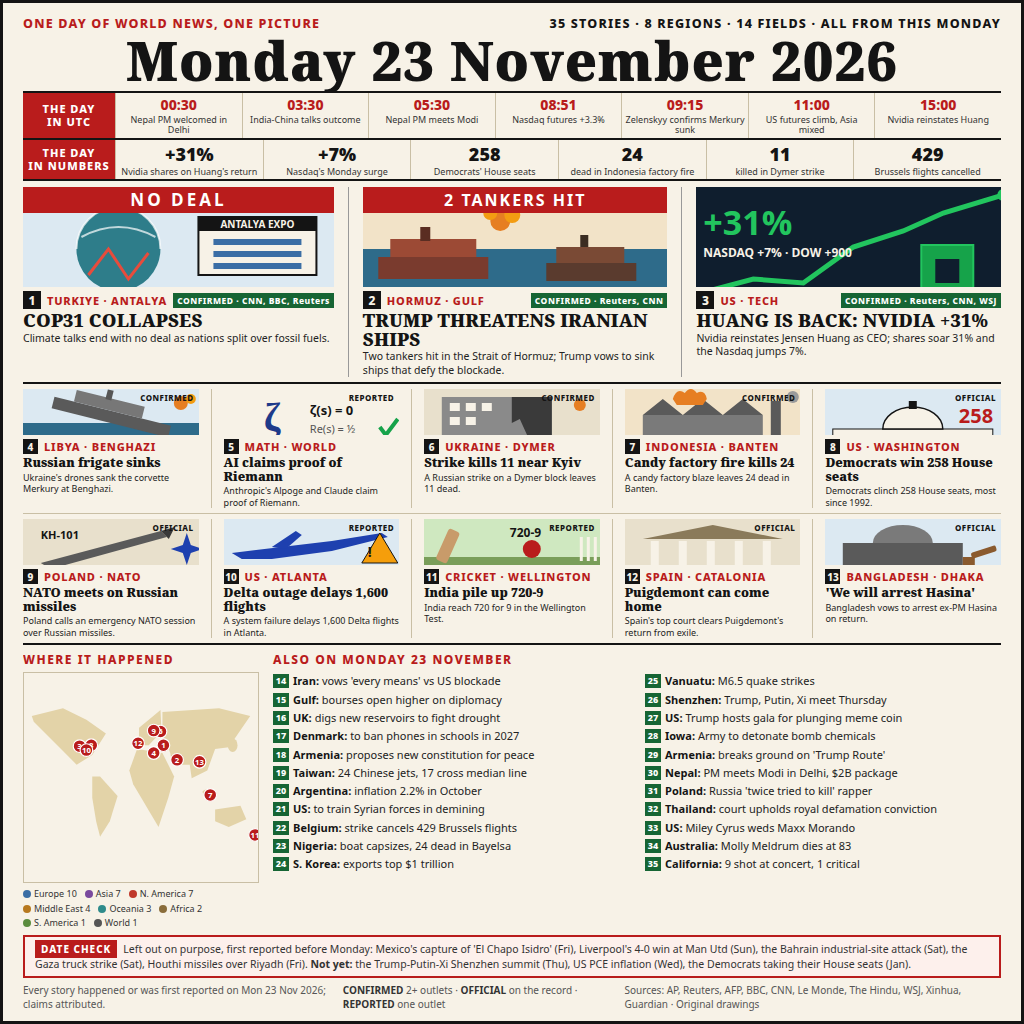 ONE DAY OF WORLD NEWS, ONE PICTURE
35 STORIES · 8 REGIONS · 14 FIELDS · ALL FROM THIS MONDAY
Monday 23 November 2026
THE DAY
IN UTC
00:30
Nepal PM welcomed in
Delhi
03:30
India-China talks outcome
05:30
Nepal PM meets Modi
08:51
Nasdaq futures +3.3%
09:15
Zelenskyy confirms Merkury
sunk
11:00
US futures climb, Asia
mixed
15:00
Nvidia reinstates Huang
THE DAY
IN NUMBERS
+31%
Nvidia shares on Huang's return
+7%
Nasdaq's Monday surge
258
Democrats' House seats
24
dead in Indonesia factory fire
11
killed in Dymer strike
429
Brussels flights cancelled
NO DEAL
ANTALYA EXPO
1 TURKIYE · ANTALYA CONFIRMED · CNN, BBC, Reuters
COP31 COLLAPSES
Climate talks end with no deal as nations split over fossil fuels.
2 TANKERS HIT
2 HORMUZ · GULF CONFIRMED · Reuters, CNN
TRUMP THREATENS IRANIAN
SHIPS
Two tankers hit in the Strait of Hormuz; Trump vows to sink
ships that defy the blockade.
+31%
NASDAQ +7% · DOW +900
3 US · TECH CONFIRMED · Reuters, CNN, WSJ
HUANG IS BACK: NVIDIA +31%
Nvidia reinstates Jensen Huang as CEO; shares soar 31% and
the Nasdaq jumps 7%.
CONFIRMED
4 LIBYA · BENGHAZI
Russian frigate sinks
Ukraine's drones sank the corvette
Merkury at Benghazi.
REPORTED
ζ
ζ(s) = 0
Re(s) = ½
5 MATH · WORLD
AI claims proof of
Riemann
Anthropic's Alpoge and Claude claim
proof of Riemann.
CONFIRMED
6 UKRAINE · DYMER
Strike kills 11 near Kyiv
A Russian strike on a Dymer block leaves
11 dead.
CONFIRMED
7 INDONESIA · BANTEN
Candy factory fire kills 24
A candy factory blaze leaves 24 dead in
Banten.
OFFICIAL
258
8 US · WASHINGTON
Democrats win 258 House
seats
Democrats clinch 258 House seats, most
since 1992.
OFFICIAL
KH-101
9 POLAND · NATO
NATO meets on Russian
missiles
Poland calls an emergency NATO session
over Russian missiles.
REPORTED
!
10 US · ATLANTA
Delta outage delays 1,600
flights
A system failure delays 1,600 Delta flights
in Atlanta.
720-9 REPORTED
11 CRICKET · WELLINGTON
India pile up 720-9
India reach 720 for 9 in the Wellington
Test.
OFFICIAL
12 SPAIN · CATALONIA
Puigdemont can come
home
Spain's top court clears Puigdemont's
return from exile.
OFFICIAL
13 BANGLADESH · DHAKA
'We will arrest Hasina'
Bangladesh vows to arrest ex-PM Hasina
on return.
WHERE IT HAPPENED
3
10
12
9
1
4
2
13
7
11
Europe 10 Asia 7 N. America 7
Middle East 4 Oceania 3 Africa 2
S. America 1 World 1
ALSO ON MONDAY 23 NOVEMBER
14 Iran: vows 'every means' vs US blockade
15 Gulf: bourses open higher on diplomacy
16 UK: digs new reservoirs to fight drought
17 Denmark: to ban phones in schools in 2027
18 Armenia: proposes new constitution for peace
19 Taiwan: 24 Chinese jets, 17 cross median line
20 Argentina: inflation 2.2% in October
21 US: to train Syrian forces in demining
22 Belgium: strike cancels 429 Brussels flights
23 Nigeria: boat capsizes, 24 dead in Bayelsa
24 S. Korea: exports top $1 trillion
25 Vanuatu: M6.5 quake strikes
26 Shenzhen: Trump, Putin, Xi meet Thursday
27 US: Trump hosts gala for plunging meme coin
28 Iowa: Army to detonate bomb chemicals
29 Armenia: breaks ground on 'Trump Route'
30 Nepal: PM meets Modi in Delhi, $2B package
31 Poland: Russia 'twice tried to kill' rapper
32 Thailand: court upholds royal defamation conviction
33 US: Miley Cyrus weds Maxx Morando
34 Australia: Molly Meldrum dies at 83
35 California: 9 shot at concert, 1 critical
DATE CHECK Left out on purpose, first reported before Monday: Mexico's capture of 'El Chapo Isidro' (Fri), Liverpool's 4-0 win at Man Utd (Sun), the Bahrain industrial-site attack (Sat), the
Gaza truck strike (Sat), Houthi missiles over Riyadh (Fri). Not yet: the Trump-Putin-Xi Shenzhen summit (Thu), US PCE inflation (Wed), the Democrats taking their House seats (Jan).
Every story happened or was first reported on Mon 23 Nov 2026;
claims attributed.
CONFIRMED 2+ outlets · OFFICIAL on the record ·
REPORTED one outlet
Sources: AP, Reuters, AFP, BBC, CNN, Le Monde, The Hindu, WSJ, Xinhua,
Guardian · Original drawings